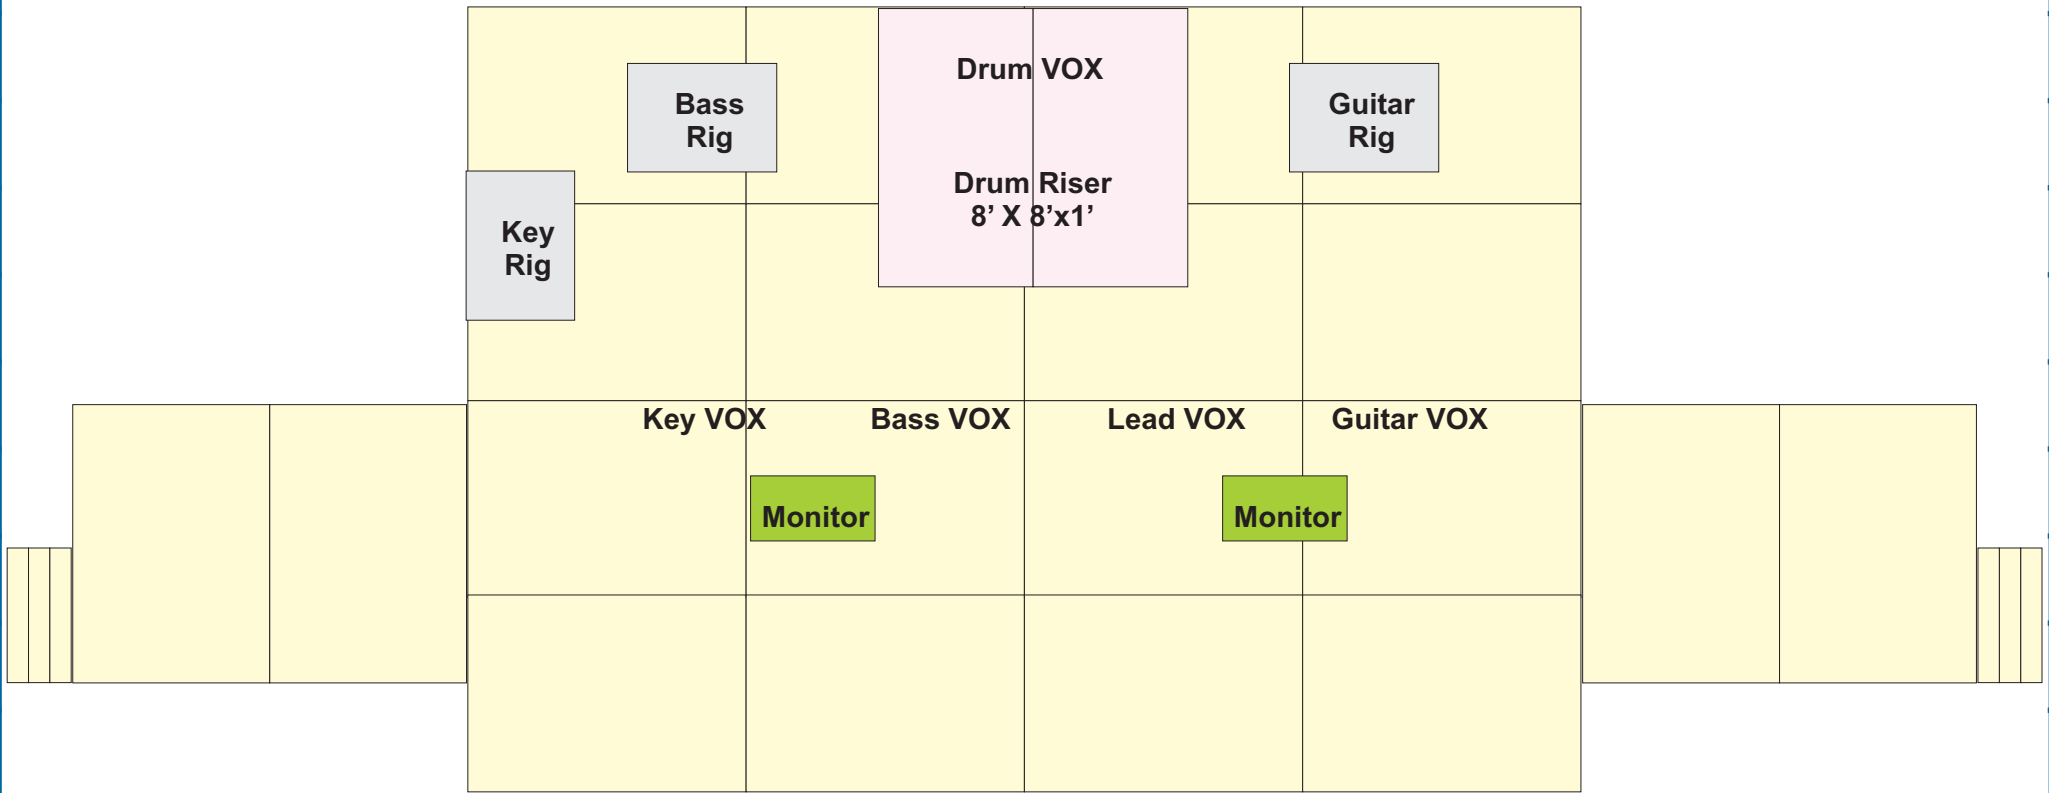 Drum VOX
Bass
Rig
Guitar
Rig
Drum Riser
8’ X 8’x1’
Key
Rig
Key VOX
Bass VOX
Lead VOX
Guitar VOX
Monitor
Monitor